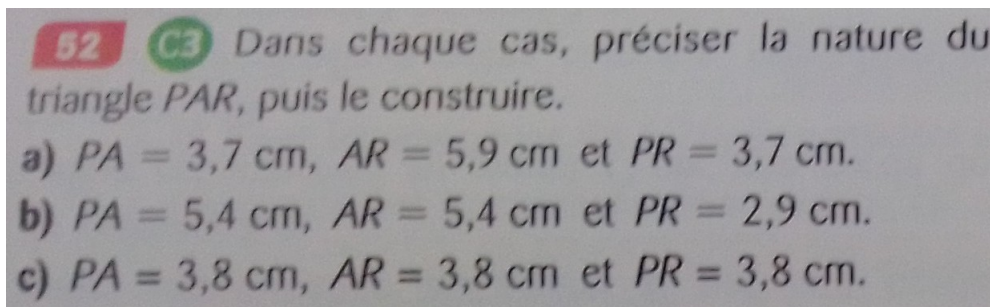 52 C3 Dans chaque cas, préciser la nature du
triangle PAR, puis le construire.
a) PA = 3,7 cm, AR = 5,9 cm et PR = 3,7 cm.
b) PA = 5,4 cm, AR = 5,4 cm et PR = 2,9 cm.
c) PA = 3,8 cm, AR = 3,8 cm et PR = 3,8 cm.